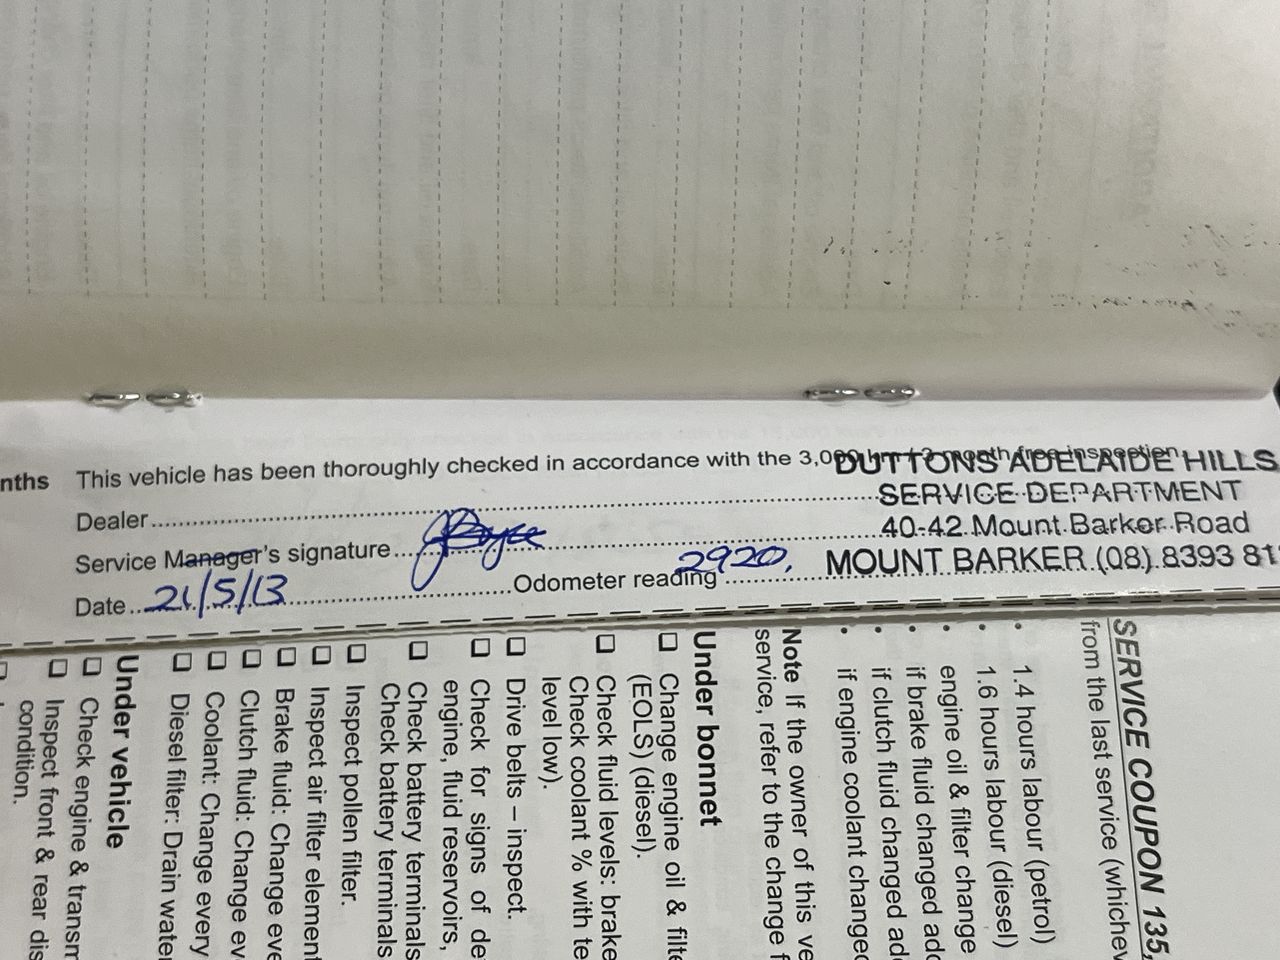 nths This vehicle has been thoroughly checked in accordance with the 3,000 km / 3 month free inspection.
DUTTONS ADELAIDE HILLS
Dealer
SERVICE DEPARTMENT
40-42 Mount Barker Road
Service Manager's signature
MOUNT BARKER (08) 8393 81
Date 21/5/13 Odometer reading 2920.
SERVICE COUPON 135,
from the last service (whichev
• 1.4 hours labour (petrol)
• 1.6 hours labour (diesel)
• engine oil & filter change
• if brake fluid changed add
• if clutch fluid changed add
• if engine coolant changed
Note If the owner of this ve
service, refer to the change f
Under bonnet
❑ Change engine oil & filte
(EOLS) (diesel).
❑ Check fluid levels: brake
Check coolant % with te
level low).
❑ Drive belts – inspect.
❑ Check for signs of de
engine, fluid reservoirs,
❑ Check battery terminals
Check battery terminals
❑ Inspect pollen filter.
❑ Inspect air filter element
❑ Brake fluid: Change eve
❑ Clutch fluid: Change ev
❑ Coolant: Change every
❑ Diesel filter: Drain water
Under vehicle
❑ Check engine & transm
❑ Inspect front & rear dis
condition.